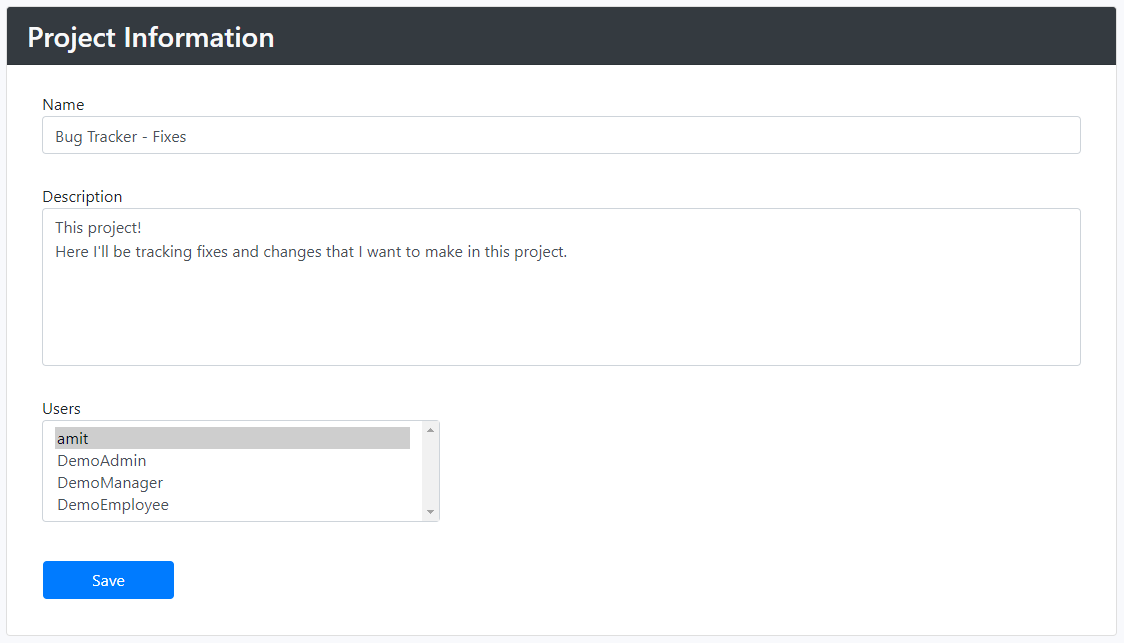 Project Information
Name
Bug Tracker - Fixes
Description
This project!
Here I'll be tracking fixes and changes that I want to make in this project.
Users
amit
DemoAdmin
DemoManager
DemoEmployee
Save